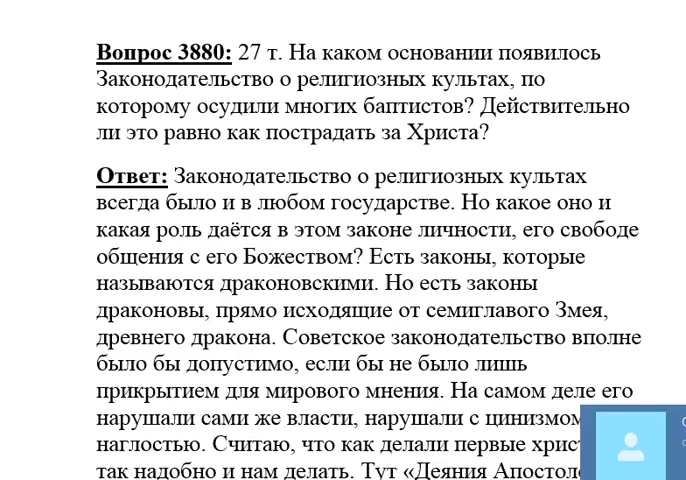 Вопрос 3880: 27 т. На каком основании появилось
Законодательство о религиозных культах, по
которому осудили многих баптистов? Действительно
ли это равно как пострадать за Христа?
Ответ: Законодательство о религиозных культах
всегда было и в любом государстве. Но какое оно и
какая роль даётся в этом законе личности, его свободе
общения с его Божеством? Есть законы, которые
называются драконовскими. Но есть законы
драконовы, прямо исходящие от семиглавого Змея,
древнего дракона. Советское законодательство вполне
было бы допустимо, если бы не было лишь
прикрытием для мирового мнения. На самом деле его
нарушали сами же власти, нарушали с цинизмом
наглостью. Считаю, что как делали первые
так надобно и нам делать. Тут «Деяния